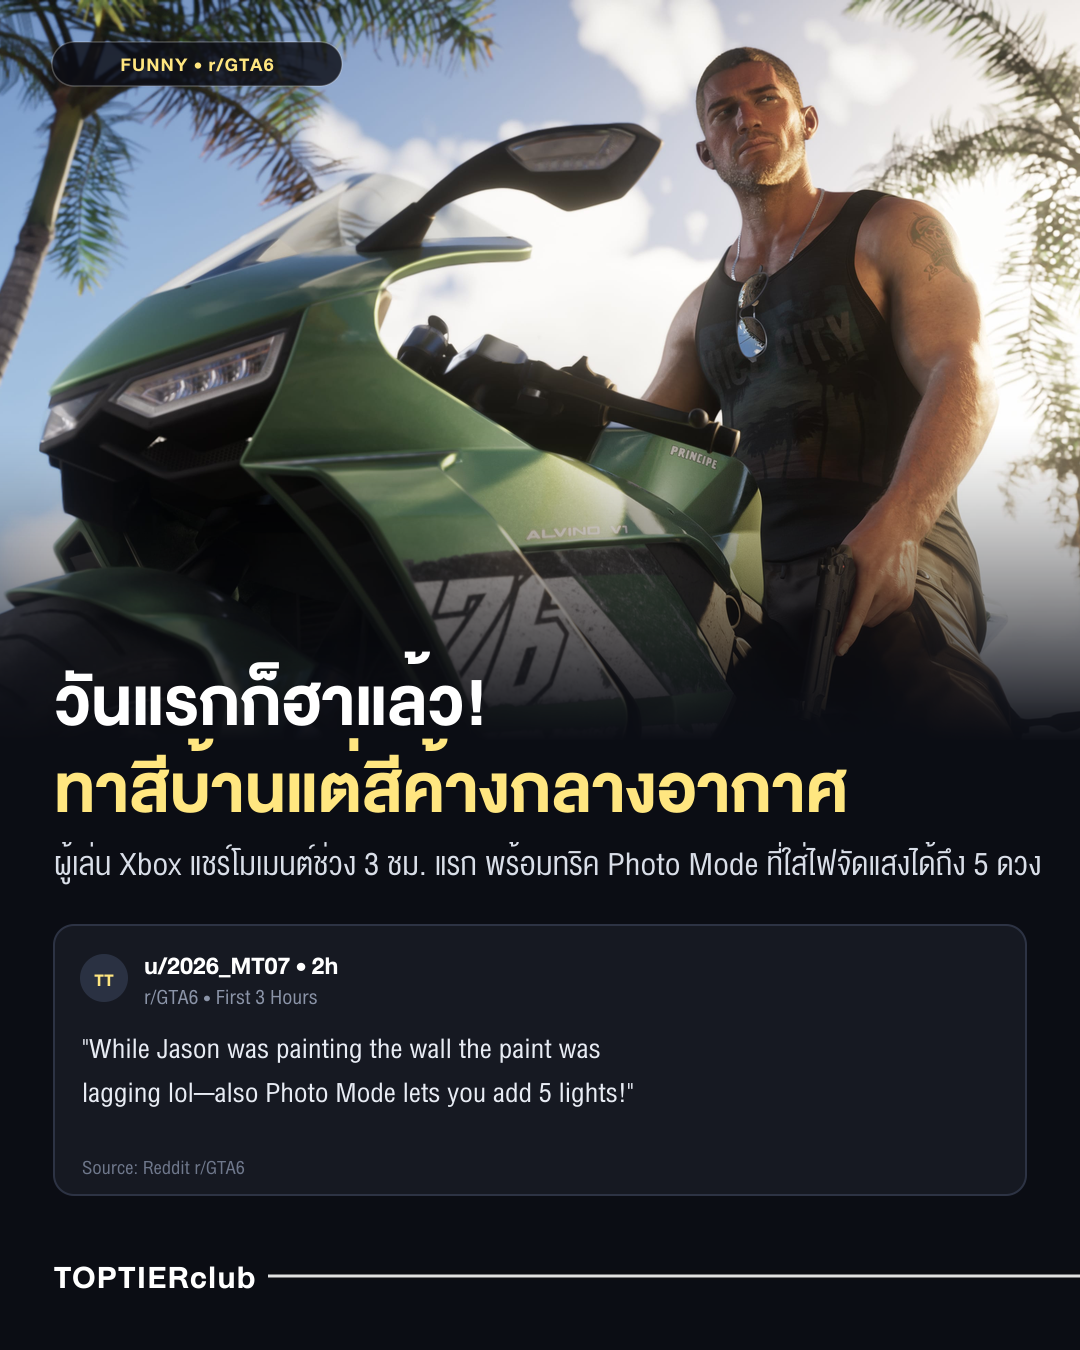 FUNNY • r/GTA6
VICE CITY
PRINCIPE
ALVINO V1
76
วันแรกก็ฮาแล้ว!
ทาสีบ้านแต่สีค้างกลางอากาศ
ผู้เล่น Xbox แชร์โมเมนต์ช่วง 3 ชม. แรก พร้อมทริค Photo Mode ที่ใส่ไฟจัดแสงได้ถึง 5 ดวง
TT
u/2026_MT07 • 2h
r/GTA6 • First 3 Hours
"While Jason was painting the wall the paint was
lagging lol—also Photo Mode lets you add 5 lights!"
Source: Reddit r/GTA6
TOPTIERclub